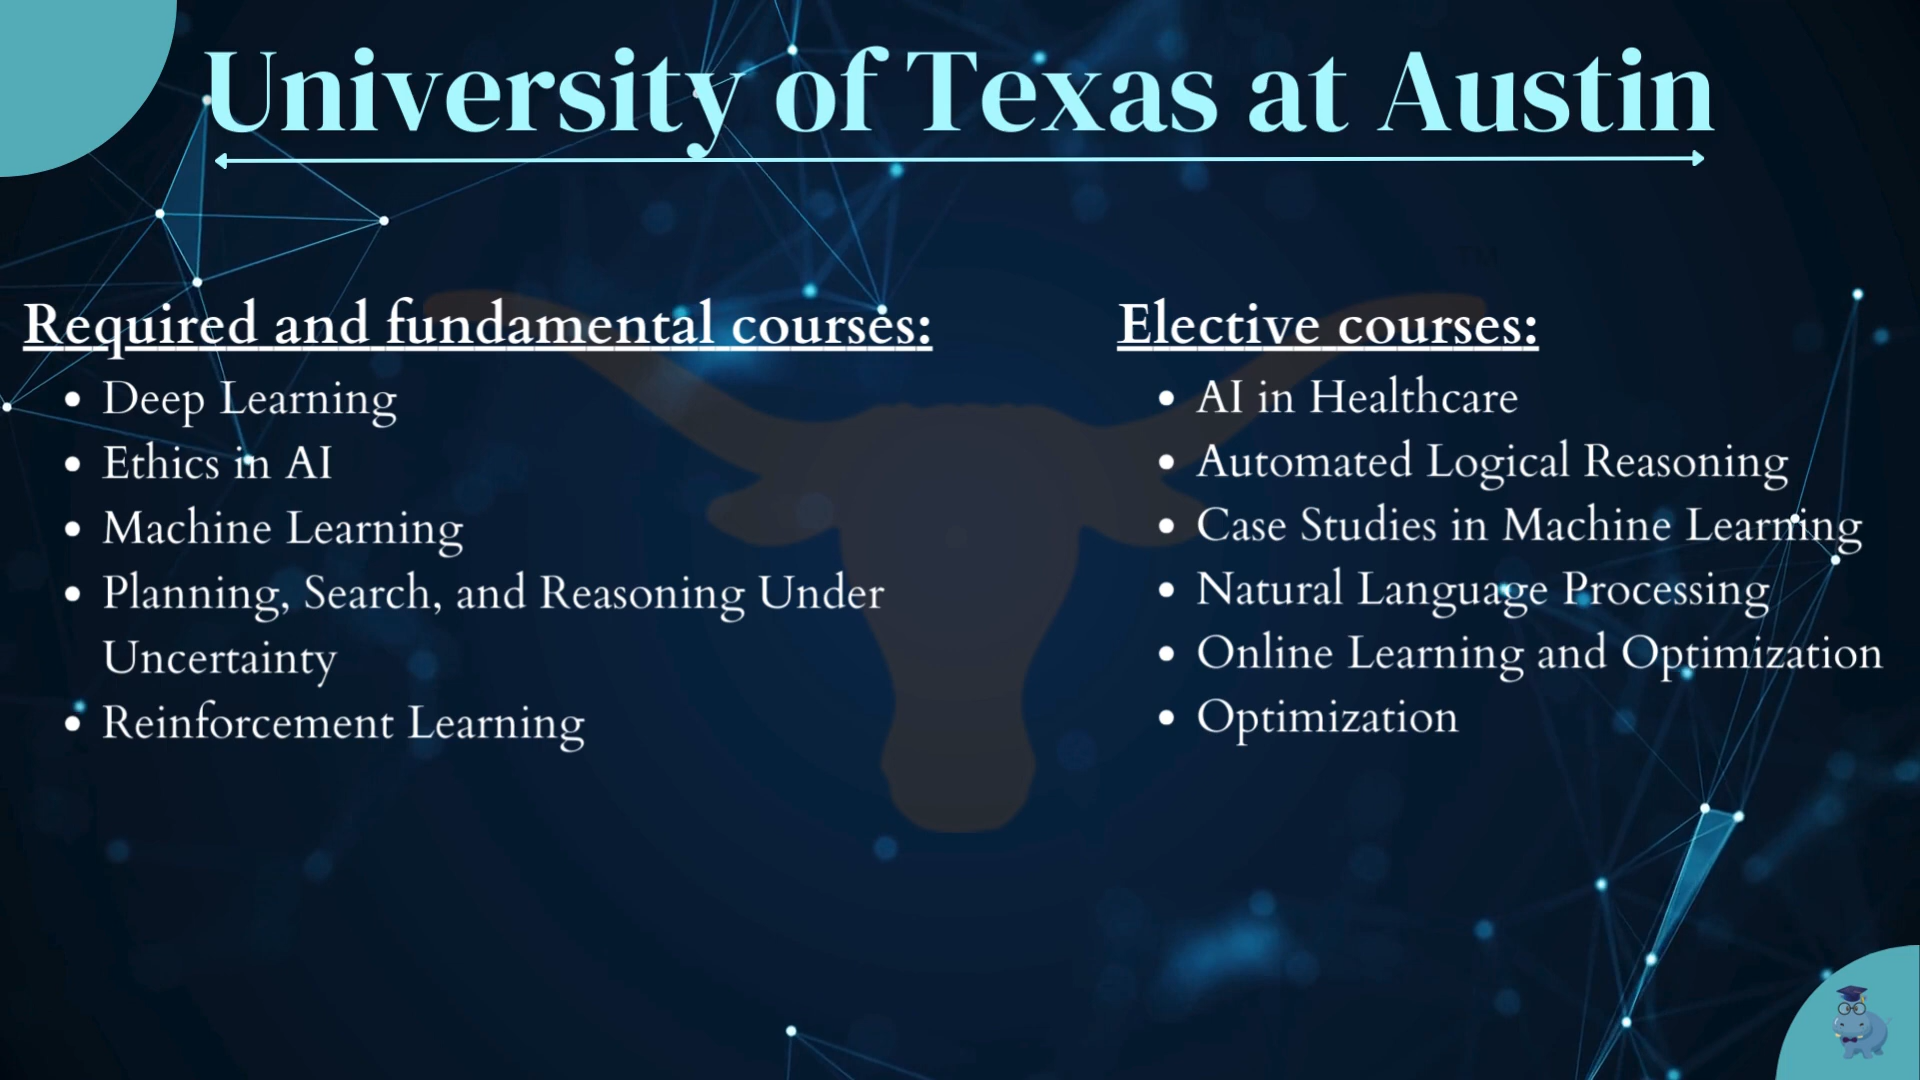 University of Texas at Austin
Required and fundamental courses:
Deep Learning
Ethics in AI
Machine Learning
Planning, Search, and Reasoning Under
Uncertainty
Reinforcement Learning
Elective courses:
AI in Healthcare
Automated Logical Reasoning
Case Studies in Machine Learning
Natural Language Processing
Online Learning and Optimization
Optimization